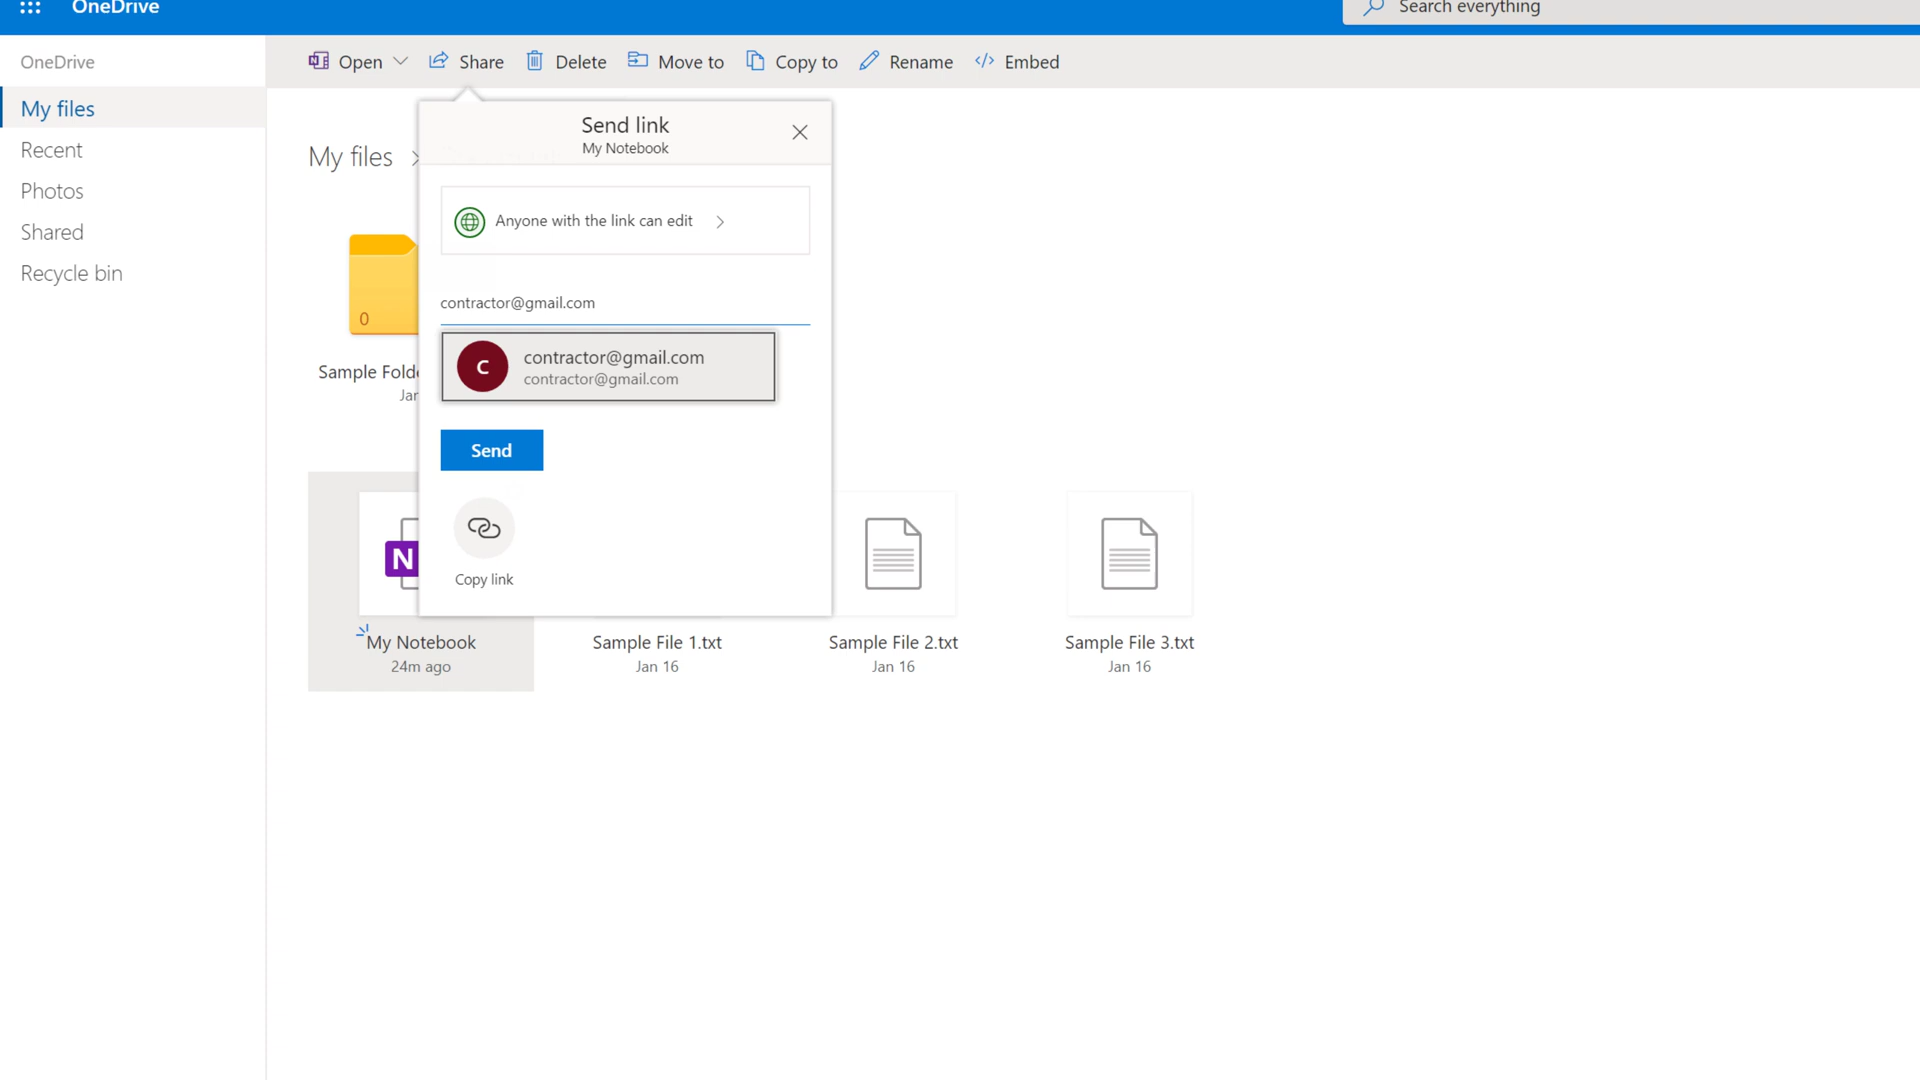 OneDrive
Search everything
OneDrive
Open
Share
Delete
Move to
Copy to
Rename
Embed
My files
Recent
Photos
Shared
Recycle bin
My files
Send link
My Notebook
Anyone with the link can edit
contractor@gmail.com
C
contractor@gmail.com
contractor@gmail.com
Send
Copy link
0
Sample Folde
Jan
N
My Notebook
24m ago
Sample File 1.txt
Jan 16
Sample File 2.txt
Jan 16
Sample File 3.txt
Jan 16